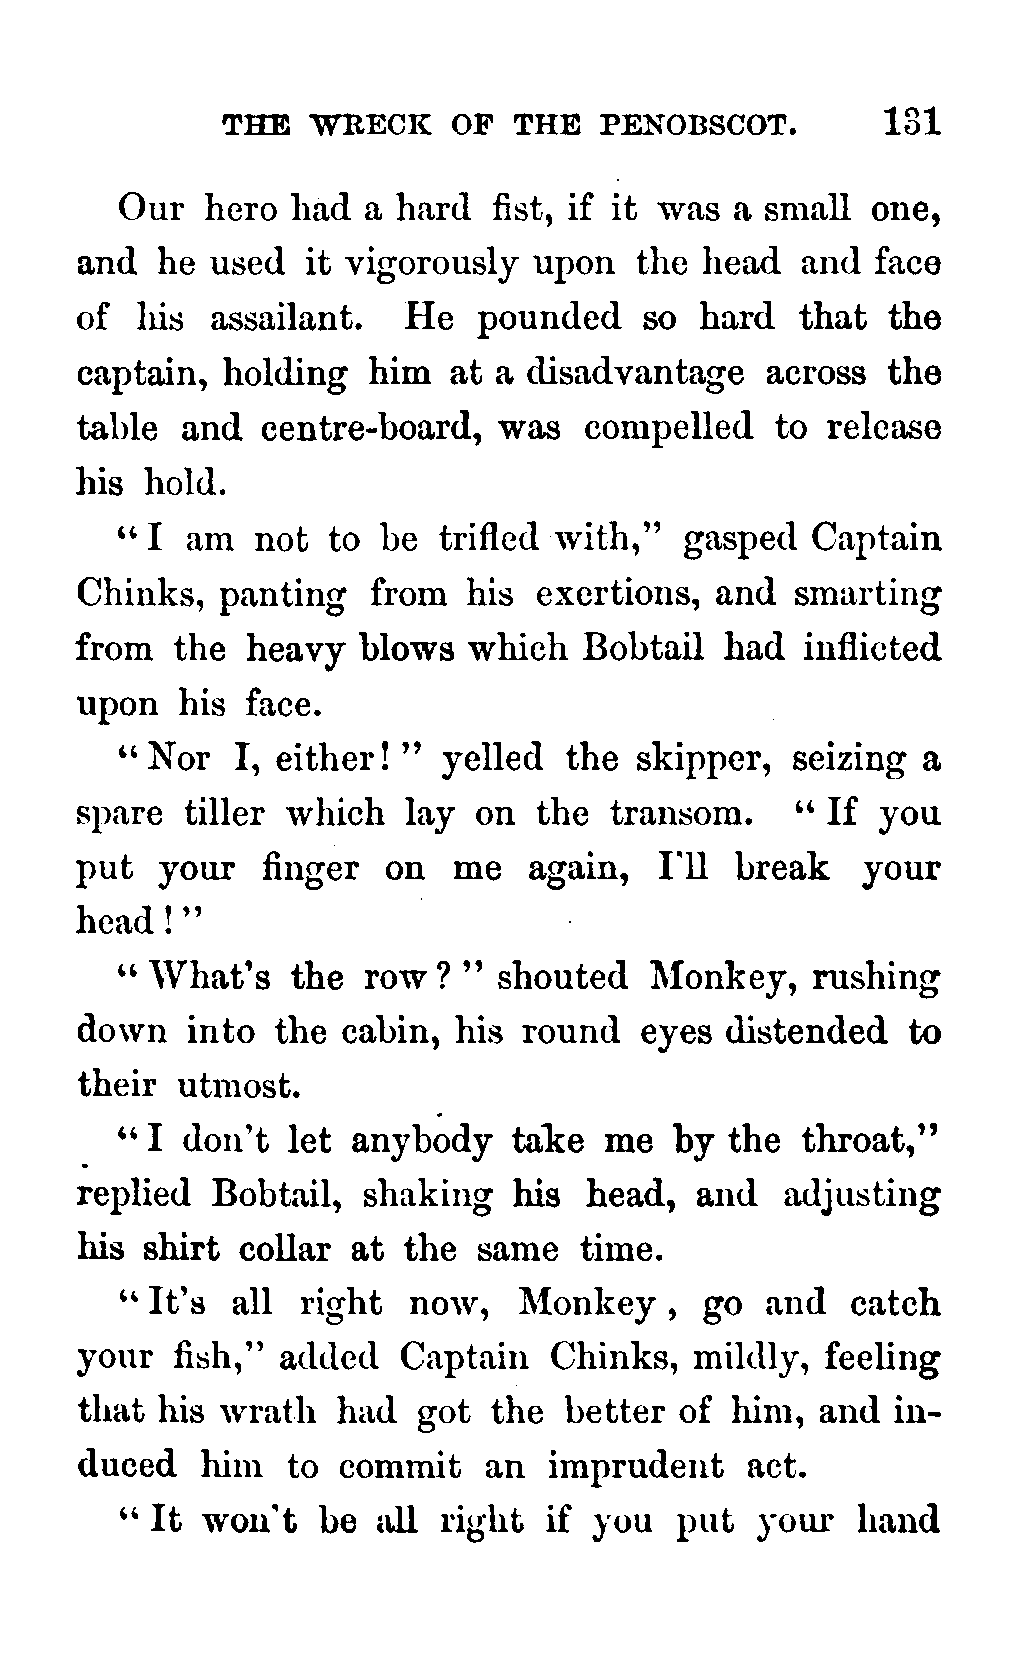 THE WRECK OF THE PENOBSCOT. 131
Our hero had a hard fist, if it was a small one,
and he used it vigorously upon the head and face
of his assailant. He pounded so hard that the
captain, holding him at a disadvantage across the
table and centre-board, was compelled to release
his hold.
“I am not to be trifled with,” gasped Captain
Chinks, panting from his exertions, and smarting
from the heavy blows which Bobtail had inflicted
upon his face.
“Nor I, either!” yelled the skipper, seizing a
spare tiller which lay on the transom. “If you
put your finger on me again, I'll break your
head!”
“What's the row?” shouted Monkey, rushing
down into the cabin, his round eyes distended to
their utmost.
“I don't let anybody take me by the throat,”
replied Bobtail, shaking his head, and adjusting
his shirt collar at the same time.
“It's all right now, Monkey, go and catch
your fish,” added Captain Chinks, mildly, feeling
that his wrath had got the better of him, and in-
duced him to commit an imprudent act.
“It won't be all right if you put your hand